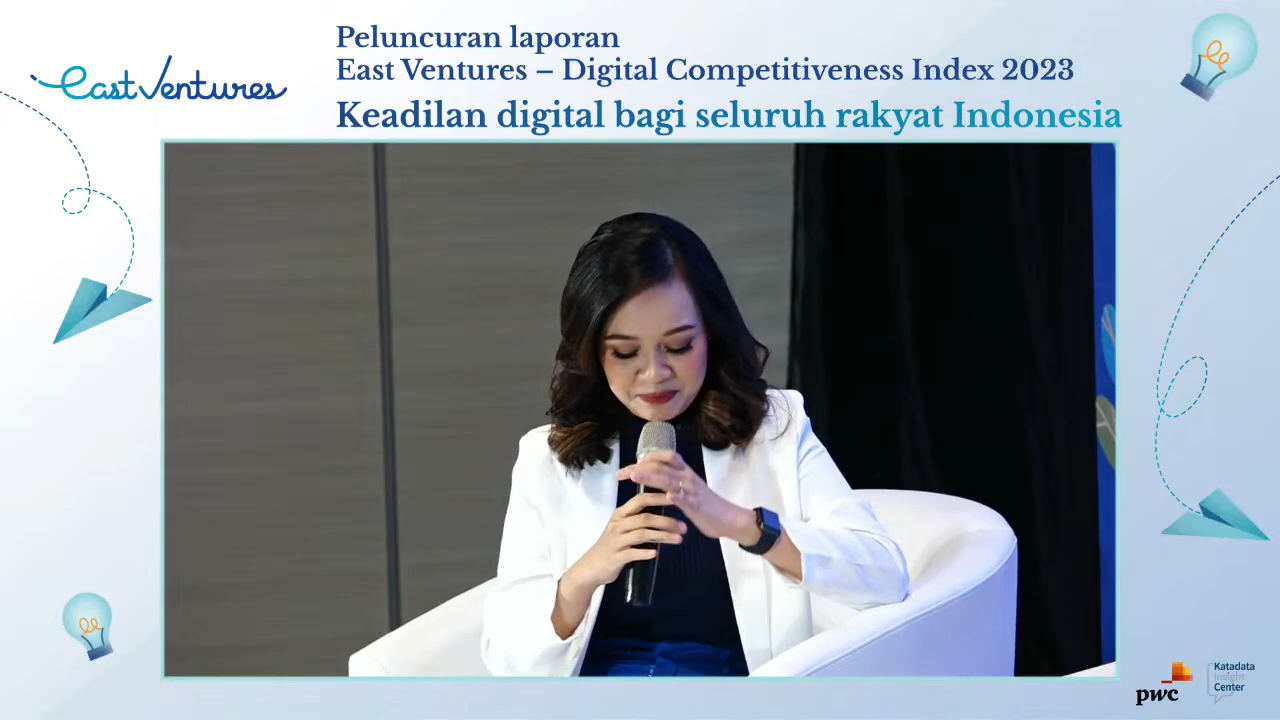 East Ventures
Peluncuran laporan
East Ventures – Digital Competitiveness Index 2023
Keadilan digital bagi seluruh rakyat Indonesia
pwc
Katadata
Insight
Center